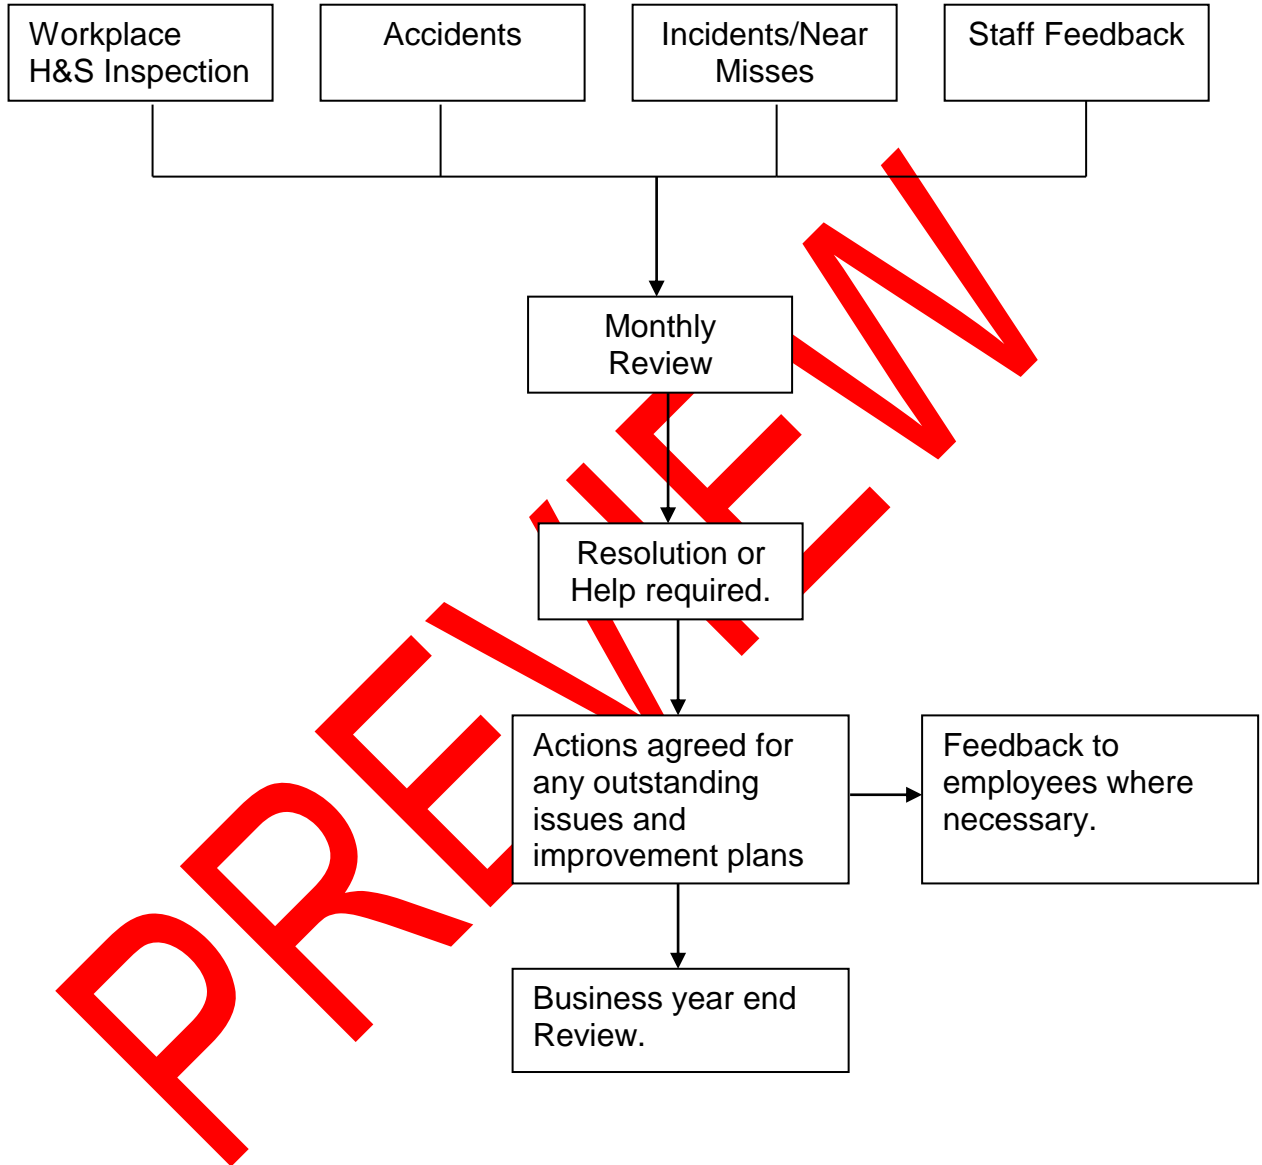 Workplace
H&S Inspection
Accidents
Incidents/Near
Misses
Staff Feedback
Monthly
Review
Resolution or
Help required.
Actions agreed for
any outstanding
issues and
improvement plans
Feedback to
employees where
necessary.
Business year end
Review.
PREVIEW